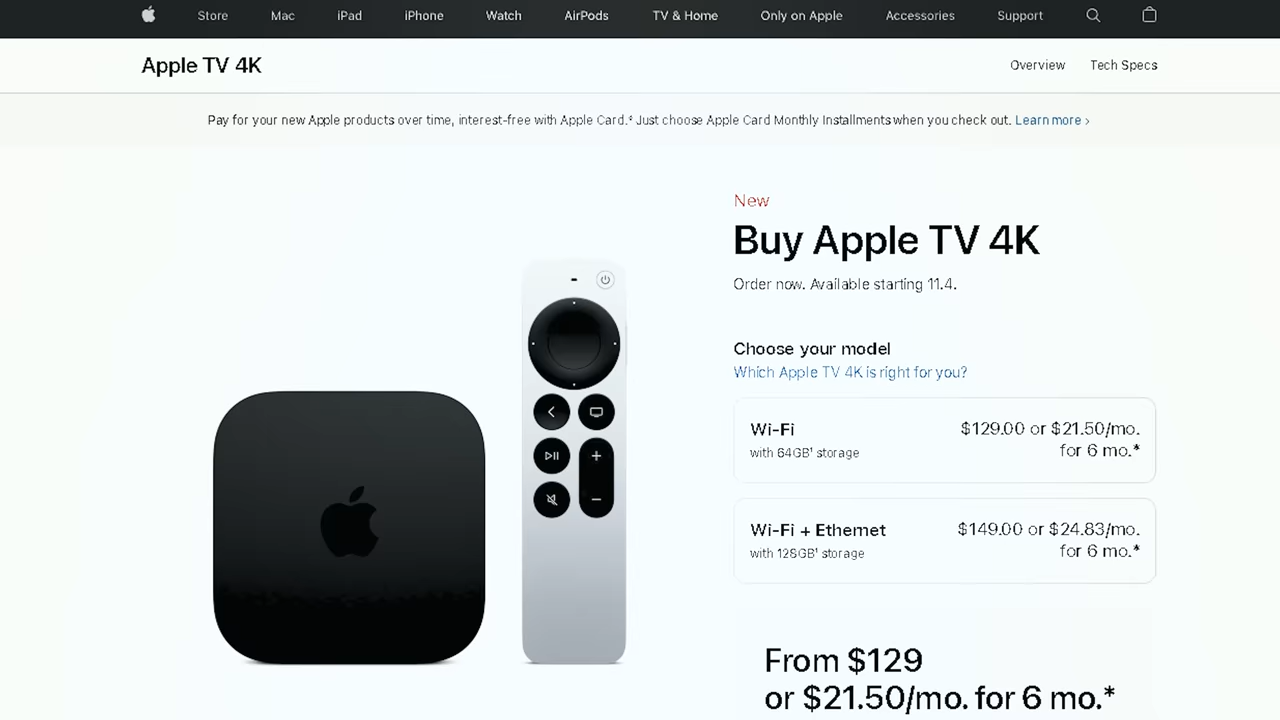 Store Mac iPad iPhone Watch AirPods TV & Home Only on Apple Accessories Support
Apple TV 4K
Overview Tech Specs
Pay for your new Apple products over time, interest-free with Apple Card.◊ Just choose Apple Card Monthly Installments when you check out. Learn more >
New
Buy Apple TV 4K
Order now. Available starting 11.4.
Choose your model
Which Apple TV 4K is right for you?
Wi-Fi $129.00 or $21.50/mo.
with 64GB¹ storage for 6 mo.*
Wi-Fi + Ethernet $149.00 or $24.83/mo.
with 128GB¹ storage for 6 mo.*
From $129
or $21.50/mo. for 6 mo.*